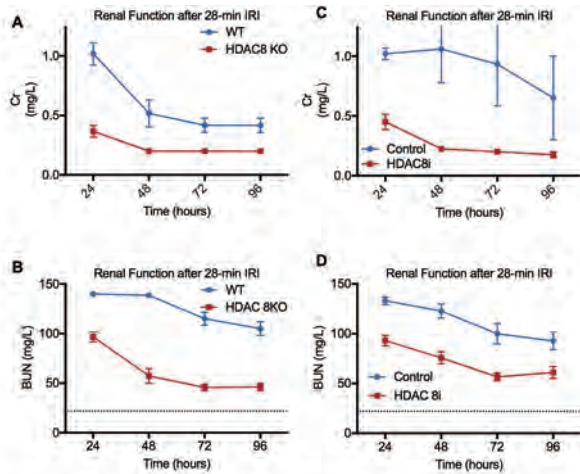 A
Renal Function after 28-min IRI
WT
HDAC8 KO
Cr
(mg/L)
1.0
0.5
0.0
24
48
72
96
Time (hours)
C
Renal Function after 28-min IRI
Control
HDAC8i
Cr
(mg/L)
1.0
0.5
0.0
24
48
72
96
Time (hours)
B
Renal Function after 28-min IRI
WT
HDAC 8KO
BUN (mg/L)
150
100
50
0
24
48
72
96
Time (hours)
D
Renal Function after 28-min IRI
Control
HDAC 8i
BUN (mg/L)
150
100
50
0
24
48
72
96
Time (hours)